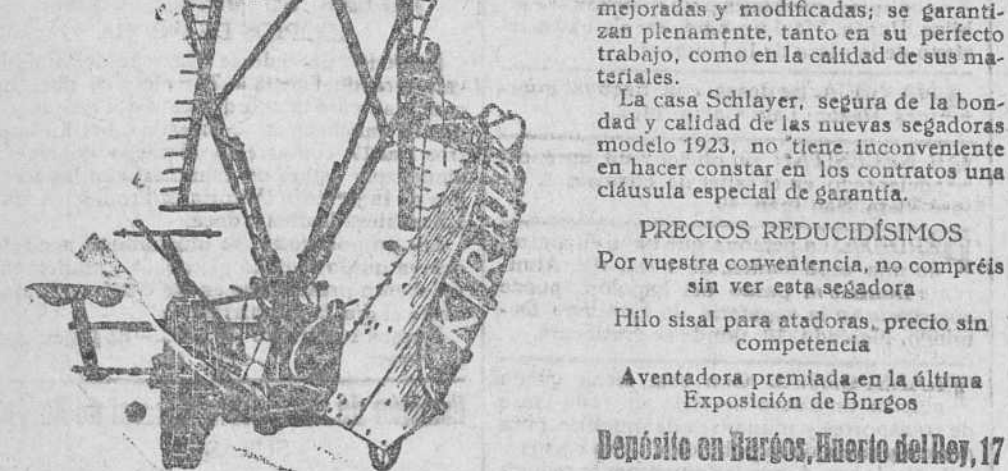 mejoradas y modificadas; se garanti-
zan plenamente, tanto en su perfecto
trabajo, como en la calidad de sus ma-
teriales.
La casa Schlayer, segura de la bon-
dad y calidad de las nuevas segadoras
modelo 1923, no tiene inconveniente
en hacer constar en los contratos una
cláusula especial de garantía.
PRECIOS REDUCIDÍSIMOS
Por vuestra conveniencia, no compréis
sin ver esta segadora
Hilo sisal para atadoras, precio sin
competencia
Aventadora premiada en la última
Exposición de Bnrgos
Depósito en Burgos, Huerto del Rey, 17